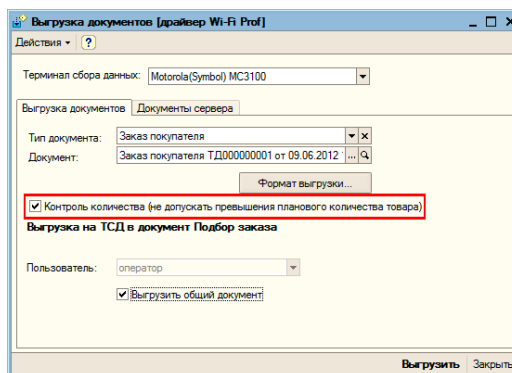 Выгрузка документов [драйвер Wi-Fi Prof]
Действия ?
Терминал сбора данных: Motorola(Symbol) MC3100
Выгрузка документов Документы сервера
Тип документа: Заказ покупателя
Документ: Заказ покупателя ТД000000001 от 09.06.2012 ...
Формат выгрузки...
Контроль количества (не допускать превышения планового количества товара)
Выгрузка на ТСД в документ Подбор заказа
Пользователь: оператор
Выгрузить общий документ
Выгрузить Закрыть